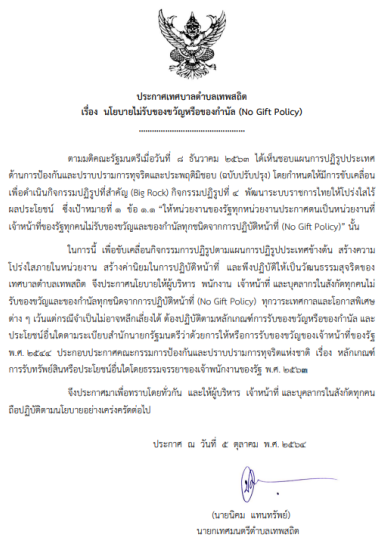 ประกาศเทศบาลตำบลเทพสถิต
เรื่อง นโยบายไม่รับของขวัญหรือของกำนัล (No Gift Policy)
ตามมติคณะรัฐมนตรีเมื่อวันที่ ๘ ธันวาคม ๒๕๖๓ ได้เห็นชอบแผนการปฏิรูปประเทศ
ด้านการป้องกันและปราบปรามการทุจริตและประพฤติมิชอบ (ฉบับปรับปรุง) โดยกำหนดให้มีการขับเคลื่อน
เพื่อดำเนินกิจกรรมปฏิรูปที่สำคัญ (Big Rock) กิจกรรมปฏิรูปที่ ๔ พัฒนาระบบราชการไทยให้โปร่งใสไร้
ผลประโยชน์ ซึ่งเป้าหมายที่ ๑ ข้อ ๑.๑ "ให้หน่วยงานของรัฐทุกหน่วยงานประกาศตนเป็นหน่วยงานที่
เจ้าหน้าที่ของรัฐทุกคนไม่รับของขวัญและของกำนัลทุกชนิดจากการปฏิบัติหน้าที่ (No Gift Policy)" นั้น
ในการนี้ เพื่อขับเคลื่อนกิจกรรมการปฏิรูปตามแผนการปฏิรูปประเทศข้างต้น สร้างความ
โปร่งใสภายในหน่วยงาน สร้างค่านิยมในการปฏิบัติหน้าที่ และพึงปฏิบัติให้เป็นวัฒนธรรมสุจริตของ
เทศบาลตำบลเทพสถิต จึงประกาศนโยบายให้ผู้บริหาร พนักงาน เจ้าหน้าที่ และบุคลากรในสังกัดทุกคนไม่
รับของขวัญและของกำนัลทุกชนิดจากการปฏิบัติหน้าที่ (No Gift Policy) ทุกวาระเทศกาลและโอกาสพิเศษ
ต่าง ๆ เว้นแต่กรณีจำเป็นไม่อาจหลีกเลี่ยงได้ ต้องปฏิบัติตามหลักเกณฑ์การรับของขวัญหรือของกำนัล และ
ประโยชน์อื่นใดตามระเบียบสำนักนายกรัฐมนตรีว่าด้วยการให้หรือการรับของขวัญของเจ้าหน้าที่ของรัฐ
พ.ศ. ๒๕๔๔ ประกอบประกาศคณะกรรมการป้องกันและปราบปรามการทุจริตแห่งชาติ เรื่อง หลักเกณฑ์
การรับทรัพย์สินหรือประโยชน์อื่นใดโดยธรรมจรรยาของเจ้าพนักงานของรัฐ พ.ศ. ๒๕๖๓
จึงประกาศมาเพื่อทราบโดยทั่วกัน และให้ผู้บริหาร เจ้าหน้าที่ และบุคลากรในสังกัดทุกคน
ถือปฏิบัติตามนโยบายอย่างเคร่งครัดต่อไป
ประกาศ ณ วันที่ ๕ ตุลาคม พ.ศ. ๒๕๖๔
(นายนิคม แทนทรัพย์)
นายกเทศมนตรีตำบลเทพสถิต